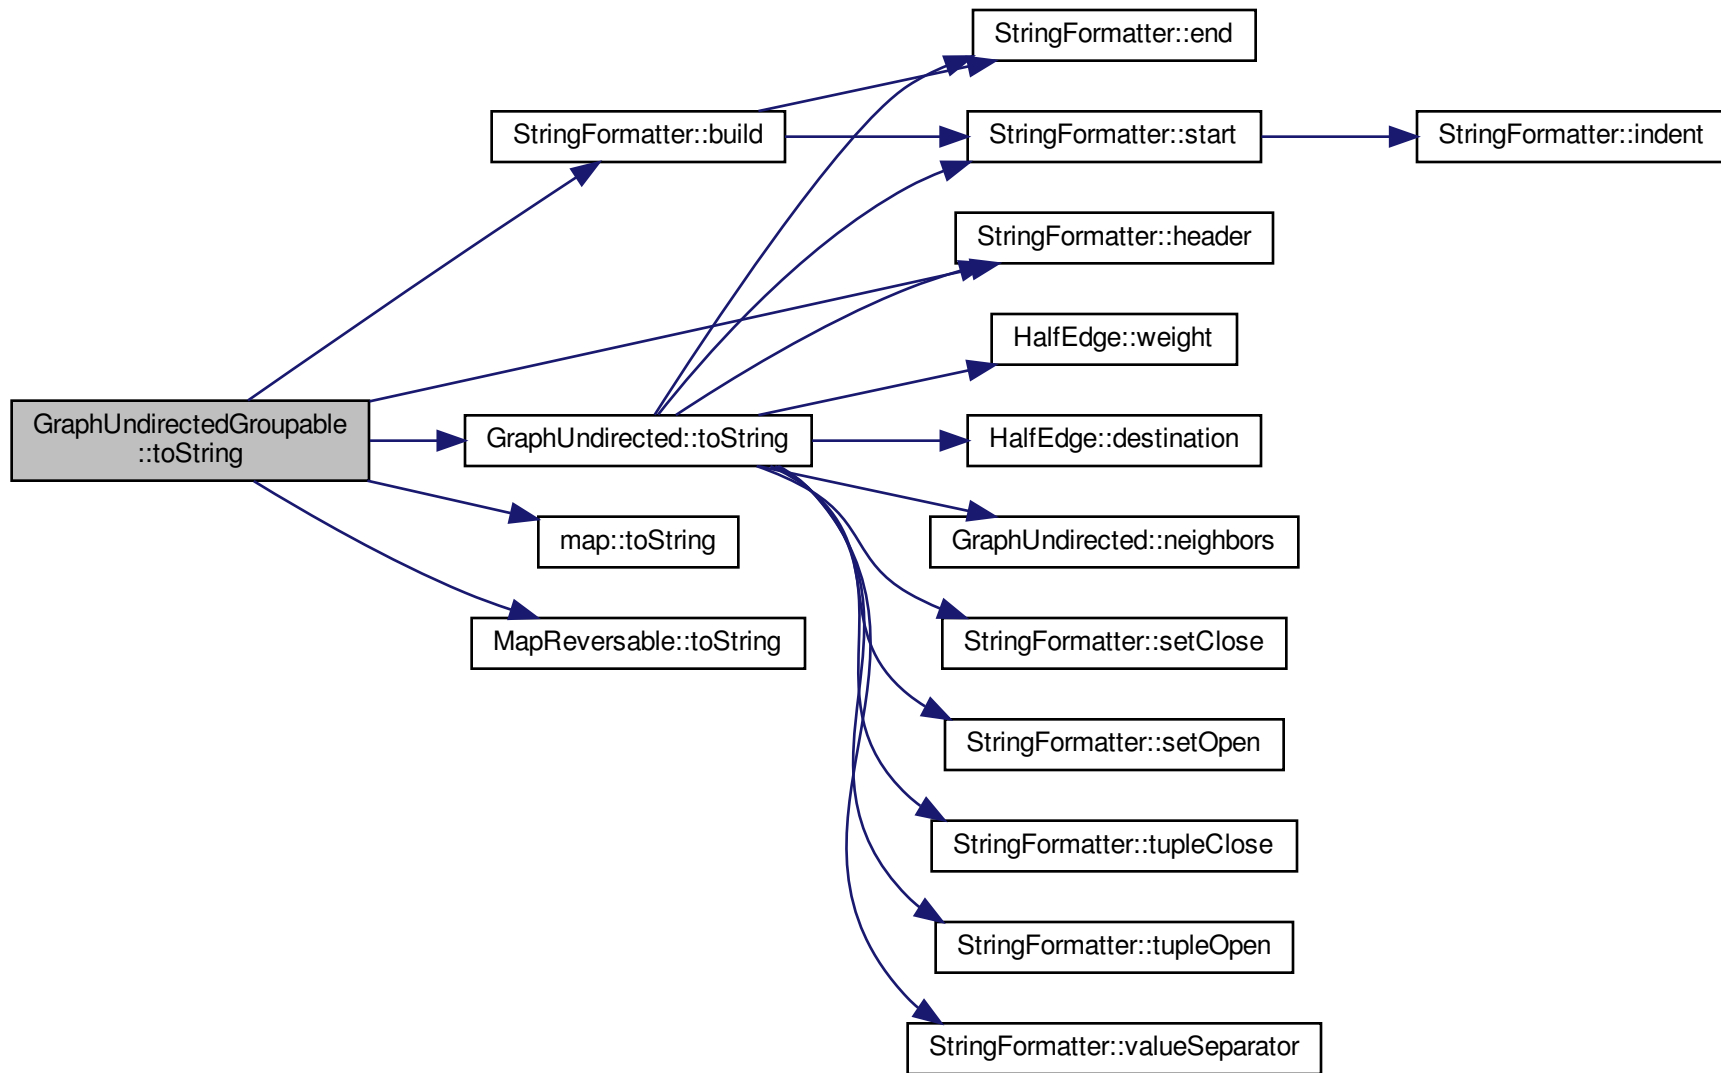 StringFormatter::end
StringFormatter::build
StringFormatter::start
StringFormatter::indent
StringFormatter::header
HalfEdge::weight
GraphUndirectedGroupable
::toString
GraphUndirected::toString
HalfEdge::destination
map::toString
GraphUndirected::neighbors
MapReversable::toString
StringFormatter::setClose
StringFormatter::setOpen
StringFormatter::tupleClose
StringFormatter::tupleOpen
StringFormatter::valueSeparator